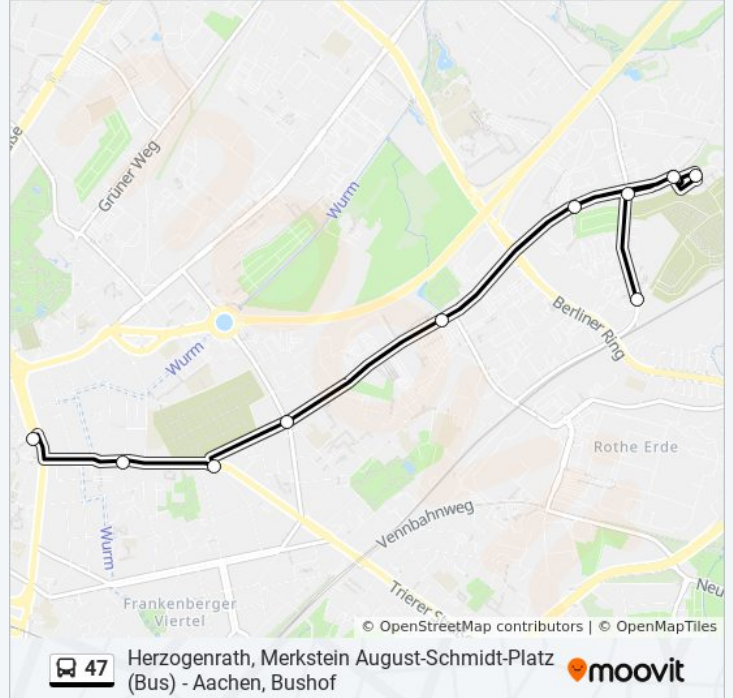 ße
Grüner Weg
Wurm
Berliner Ring
Wurm
Rothe Erde
Vennbahnweg
Wurm
Trierer S
Neu
Frankenberger
Viertel
© OpenStreetMap contributors | © OpenMapTiles
47
Herzogenrath, Merkstein August-Schmidt-Platz
(Bus) - Aachen, Bushof
moovit